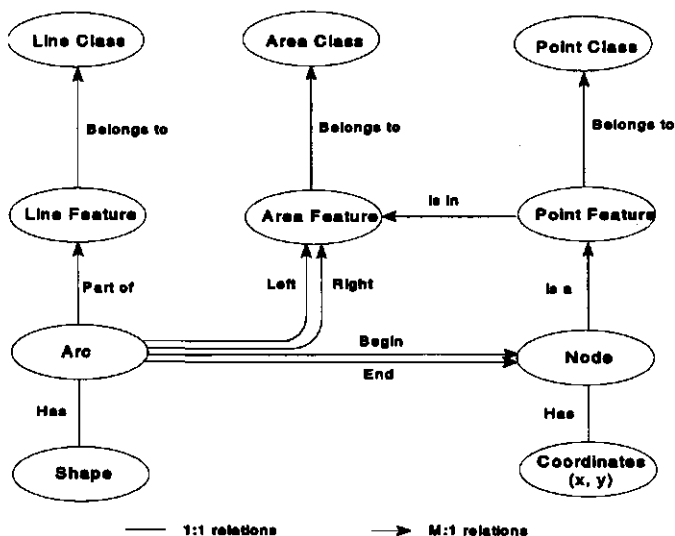 Line Class
Area Class
Point Class
Belongs to
Belongs to
Belongs to
Line Feature
Area Feature
Is in
Point Feature
Part of
Left
Right
Is a
Arc
Begin
End
Node
Has
Has
Shape
Coordinates
(x, y)
1:1 relations
M:1 relations